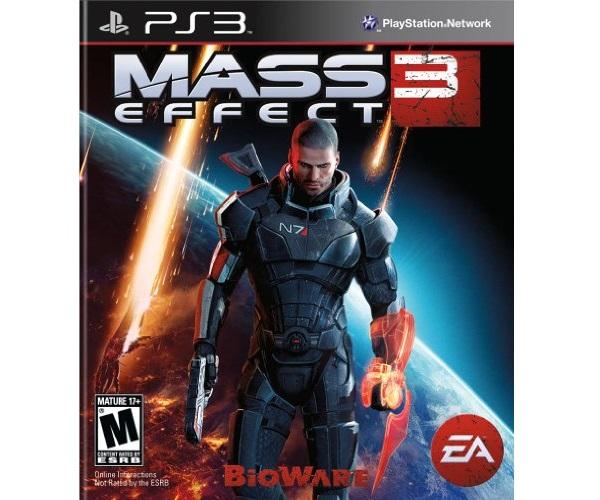 PS3
PlayStation®Network
MASS
EFFECT™ 3
N7
MATURE 17+
M
CONTENT RATED BY
ESRB
Online Interactions
Not Rated by the ESRB
BIOWARE
EA